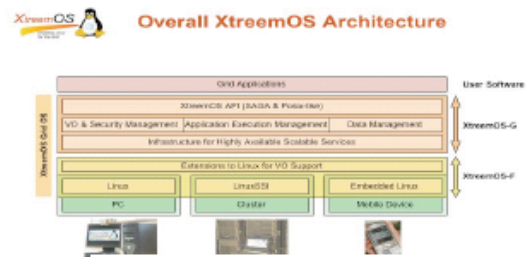 XtreemOS
Overall XtreemOS Architecture
Grid Applications
User Software
XtreemOS API (SAGA & Posix-like)
VO & Security Management
Application Execution Management
Data Management
XtreemOS-G
Infrastructure for Highly Available Scalable Services
XtreemOS Grid OS
Extensions to Linux for VO Support
XtreemOS-F
Linux
LinuxSSI
Embedded Linux
PC
Cluster
Mobile Device